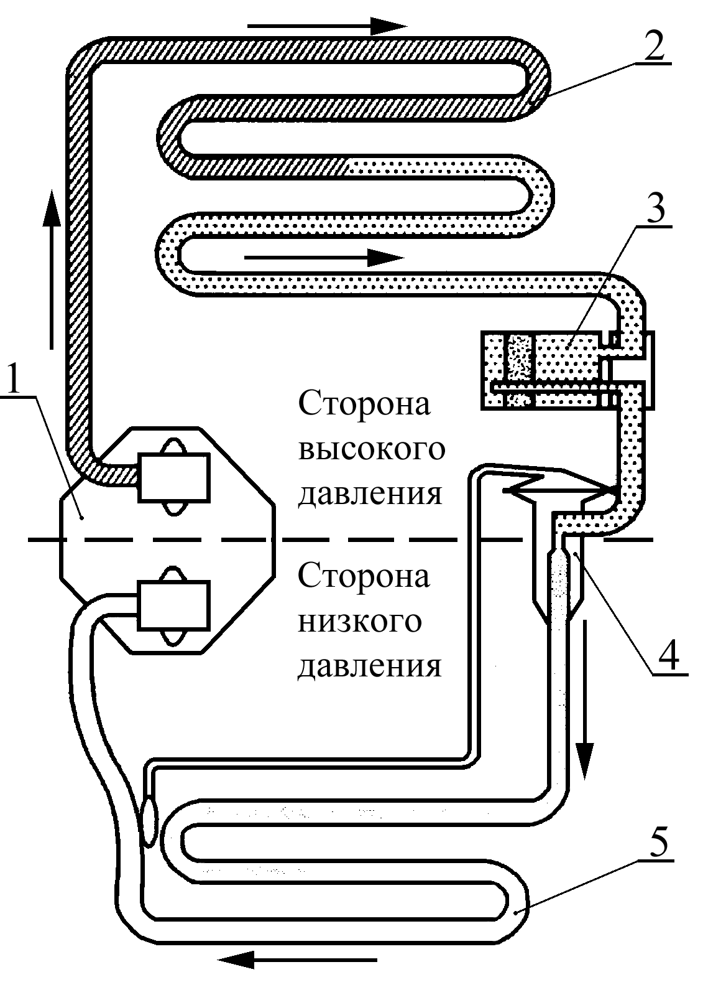 2
3
1
Сторона
высокого
давления
Сторона
низкого
давления
4
5